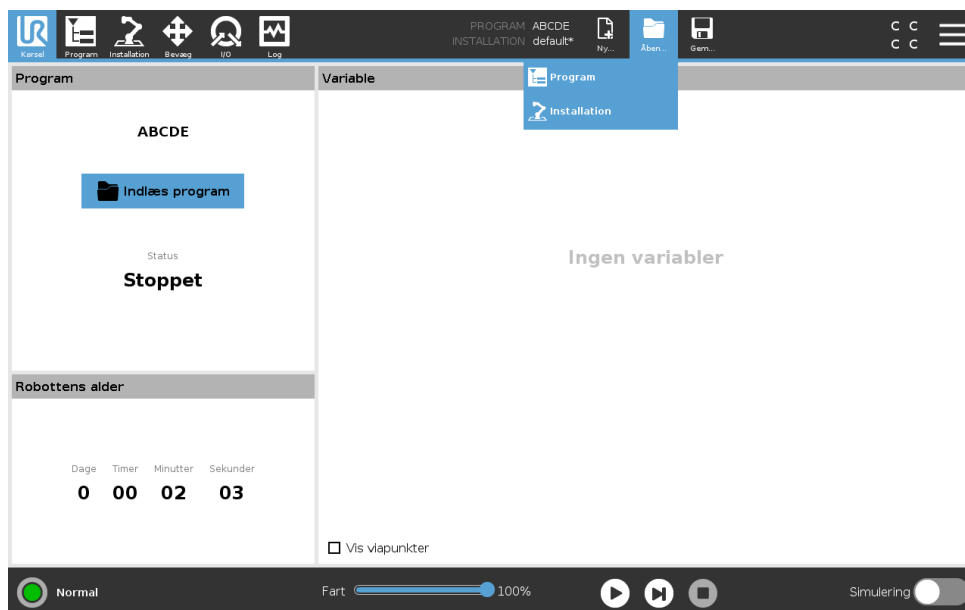 PROGRAM ABCDE
INSTALLATION default*
Kørsel Program Installation Bevæg I/O Log Ny... Åben... Gem...
C C
C C
Program
Installation
Program
Variable
ABCDE
Indlæs program
Status
Stoppet
Ingen variabler
Robottens alder
Dage Timer Minutter Sekunder
0 00 02 03
Vis viapunkter
Normal
Fart 100%
Simulering